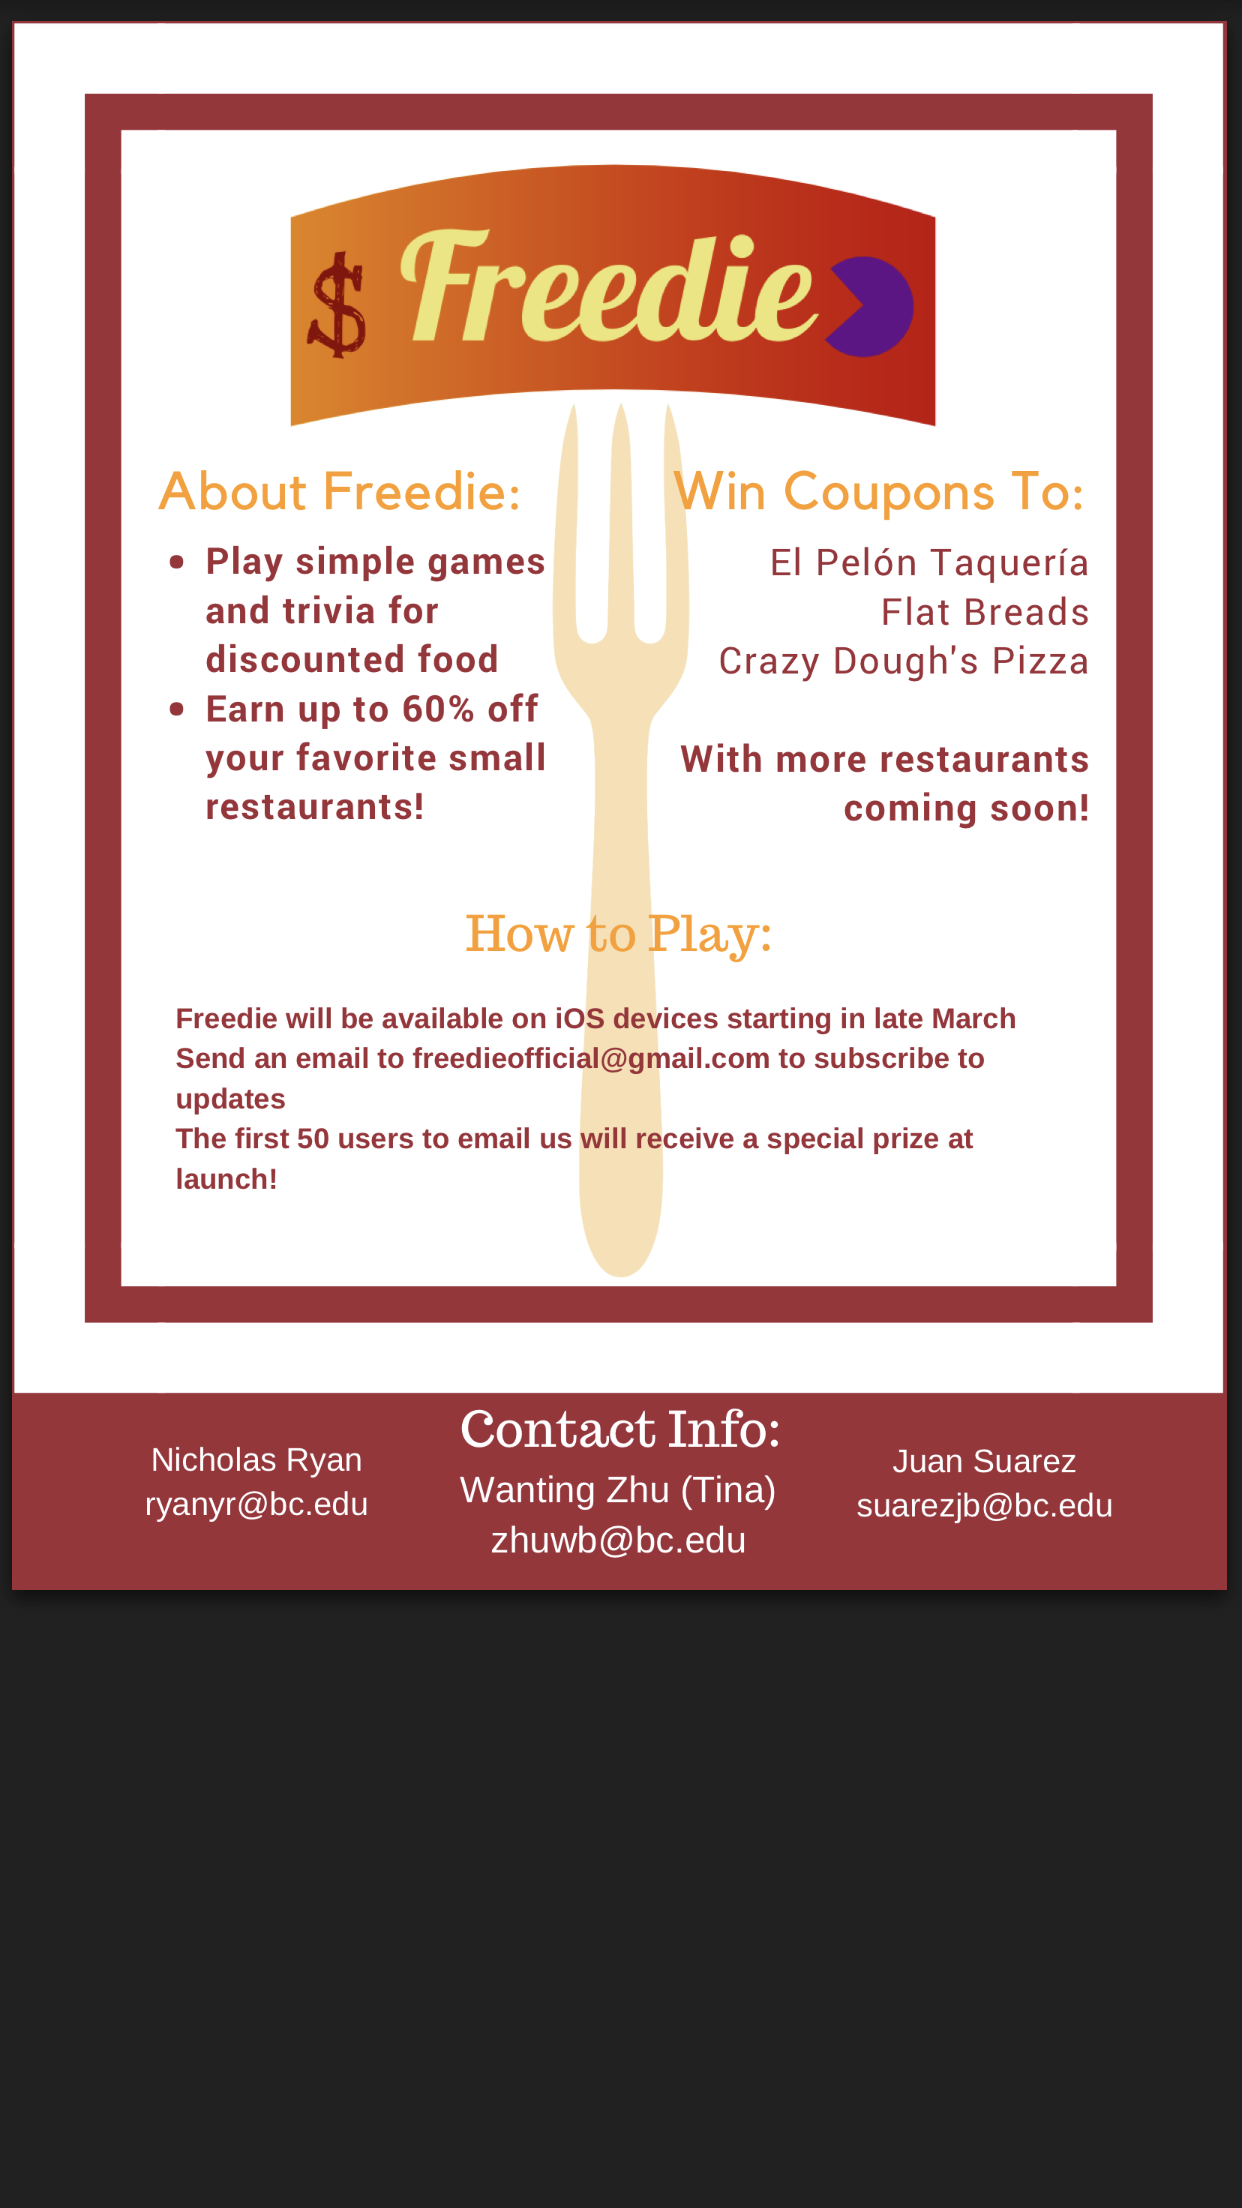 $ Freedie
About Freedie:
• Play simple games
and trivia for
discounted food
• Earn up to 60% off
your favorite small
restaurants!
Win Coupons To:
El Pelón Taquería
Flat Breads
Crazy Dough's Pizza
With more restaurants
coming soon!
How to Play:
Freedie will be available on iOS devices starting in late March
Send an email to freedieofficial@gmail.com to subscribe to
updates
The first 50 users to email us will receive a special prize at
launch!
Contact Info:
Nicholas Ryan
ryanyr@bc.edu
Wanting Zhu (Tina)
zhuwb@bc.edu
Juan Suarez
suarezjb@bc.edu